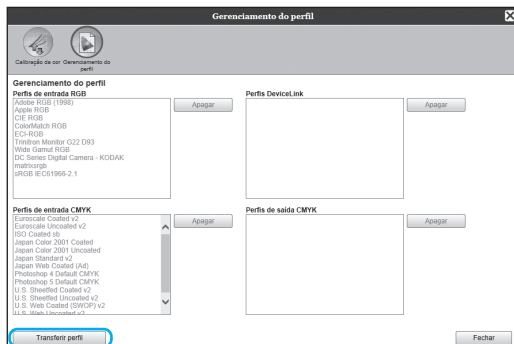 Gerenciamento do perfil
Calibração da cor
Gerenciamento do
perfil
Gerenciamento do perfil
Perfis de entrada RGB
Adobe RGB (1998)
Apple RGB
CIE RGB
ColorMatch RGB
ECI-RGB
Trinitron Monitor G22 D93
Wide Gamut RGB
DC Series Digital Camera - KODAK
matrixsrgb
sRGB IEC61966-2.1
Apagar
Perfis DeviceLink
Apagar
Perfis de entrada CMYK
Euroscale Coated v2
Euroscale Uncoated v2
ISO Coated sb
Japan Color 2001 Coated
Japan Color 2001 Uncoated
Japan Standard v2
Japan Web Coated (Ad)
Photoshop 4 Default CMYK
Photoshop 5 Default CMYK
U.S. Sheetfed Coated v2
U.S. Sheetfed Uncoated v2
U.S. Web Coated (SWOP) v2
U.S. Web Uncoated v2
Apagar
Perfis de saída CMYK
Apagar
Transferir perfil
Fechar